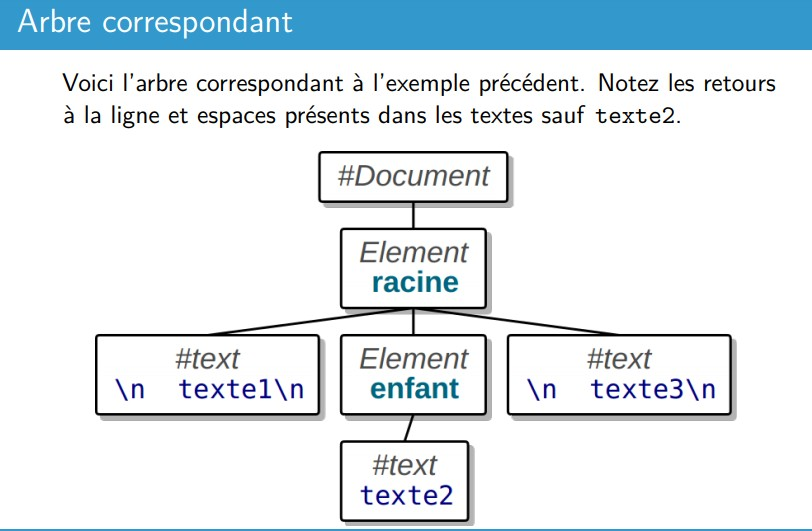 Arbre correspondant
Voici l'arbre correspondant à l'exemple précédent. Notez les retours
à la ligne et espaces présents dans les textes sauf texte2.
#Document
Element
racine
#text
\n  texte1\n
Element
enfant
#text
\n  texte3\n
#text
texte2